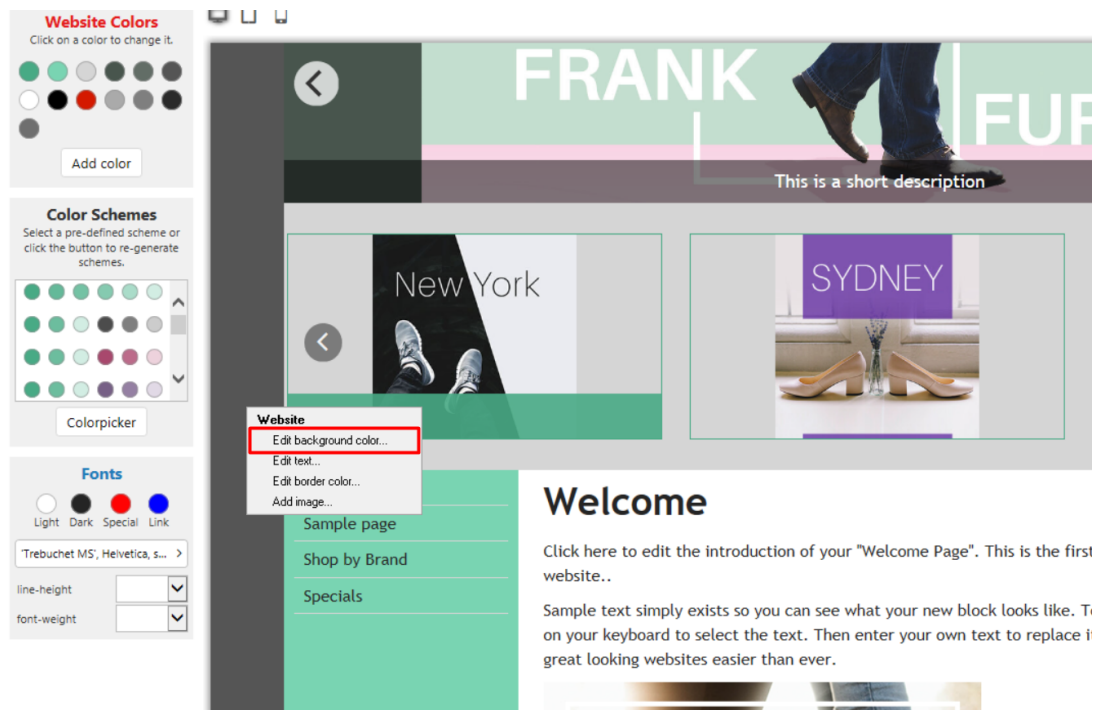 Website Colors
Click on a color to change it.
Add color
Color Schemes
Select a pre-defined scheme or
click the button to re-generate
schemes.
Colorpicker
Fonts
Light Dark Special Link
'Trebuchet MS', Helvetica, s...
line-height
font-weight
FRANK
FUR
This is a short description
New York
SYDNEY
Website
Edit background color...
Edit text...
Edit border color...
Add image...
Sample page
Shop by Brand
Specials
Welcome
Click here to edit the introduction of your "Welcome Page". This is the first
website..
Sample text simply exists so you can see what your new block looks like.
on your keyboard to select the text. Then enter your own text to replace
great looking websites easier than ever.